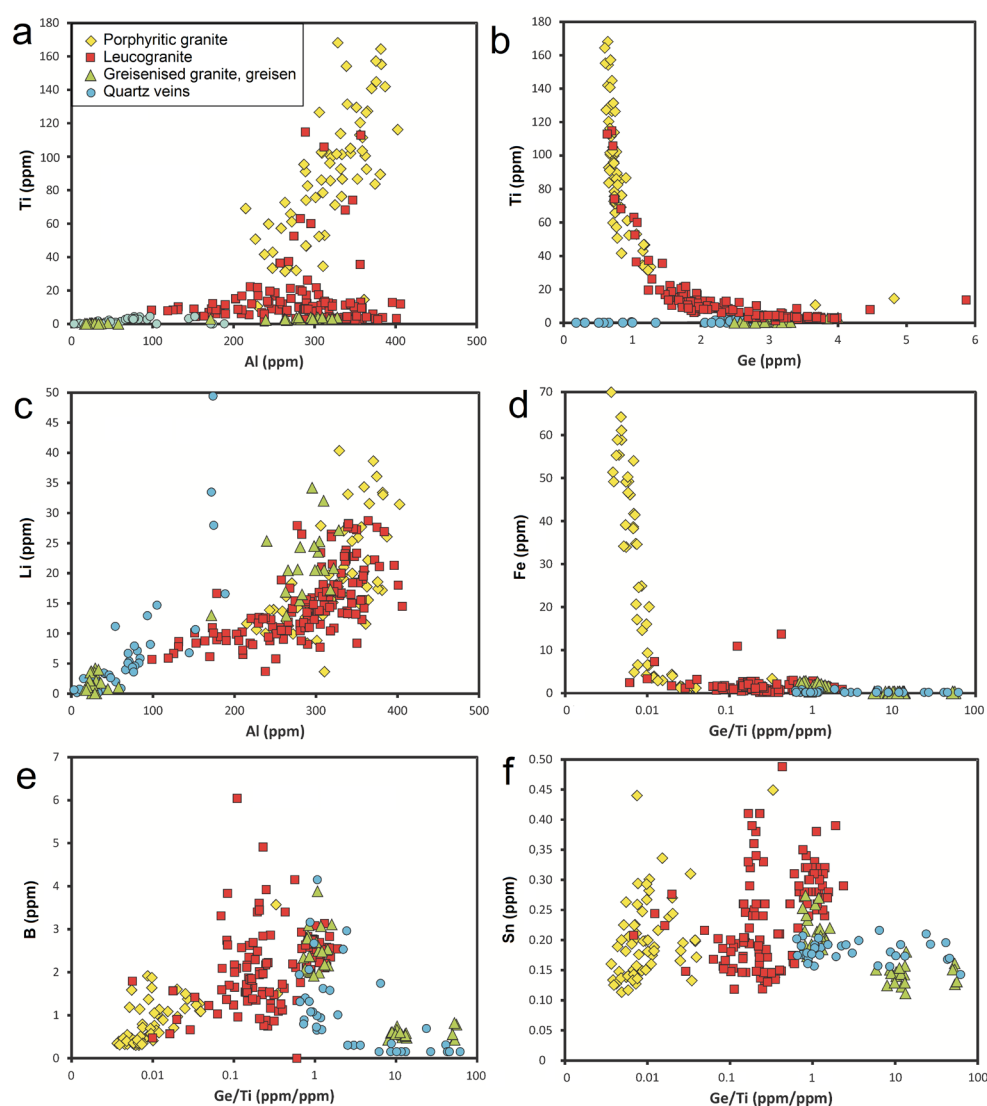 a
Porphyritic granite
Leucogranite
Greisenised granite, greisen
Quartz veins
180
160
140
120
100
80
60
40
20
0
Ti (ppm)
0 100 200 300 400 500
Al (ppm)
b
180
160
140
120
100
80
60
40
20
0
Ti (ppm)
0 1 2 3 4 5 6
Ge (ppm)
c
50
45
40
35
30
25
20
15
10
5
0
Li (ppm)
0 100 200 300 400 500
Al (ppm)
d
70
60
50
40
30
20
10
0
Fe (ppm)
0 0.01 0.1 1 10 100
Ge/Ti (ppm/ppm)
e
7
6
5
4
3
2
1
0
B (ppm)
0 0.01 0.1 1 10 100
Ge/Ti (ppm/ppm)
f
0.50
0.45
0.40
0,35
0.30
0.25
0.20
0.15
0.10
0.05
0
Sn (ppm)
0 0.01 0.1 1 10 100
Ge/Ti (ppm/ppm)